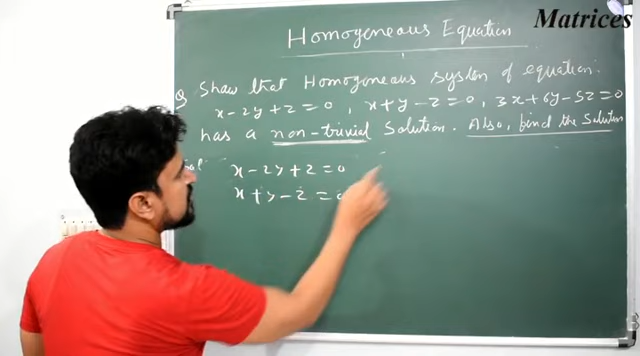 Matrices
Homogeneous Equation
Q Show that Homogeneous system of equation.
x-2y+z=0, x+y-z=0, 3x+6y-5z=0
has a non-trivial Solution. Also, find the Solution
Sol x-2y+z=0
x+y-z=0